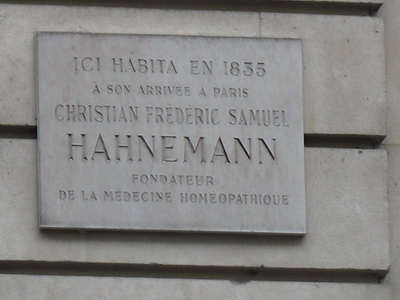 ICI HABITA EN 1835
À SON ARRIVÉE À PARIS
CHRISTIAN FRÉDÉRIC SAMUEL
HAHNEMANN
FONDATEUR
DE LA MÉDECINE HOMÉOPATHIQUE